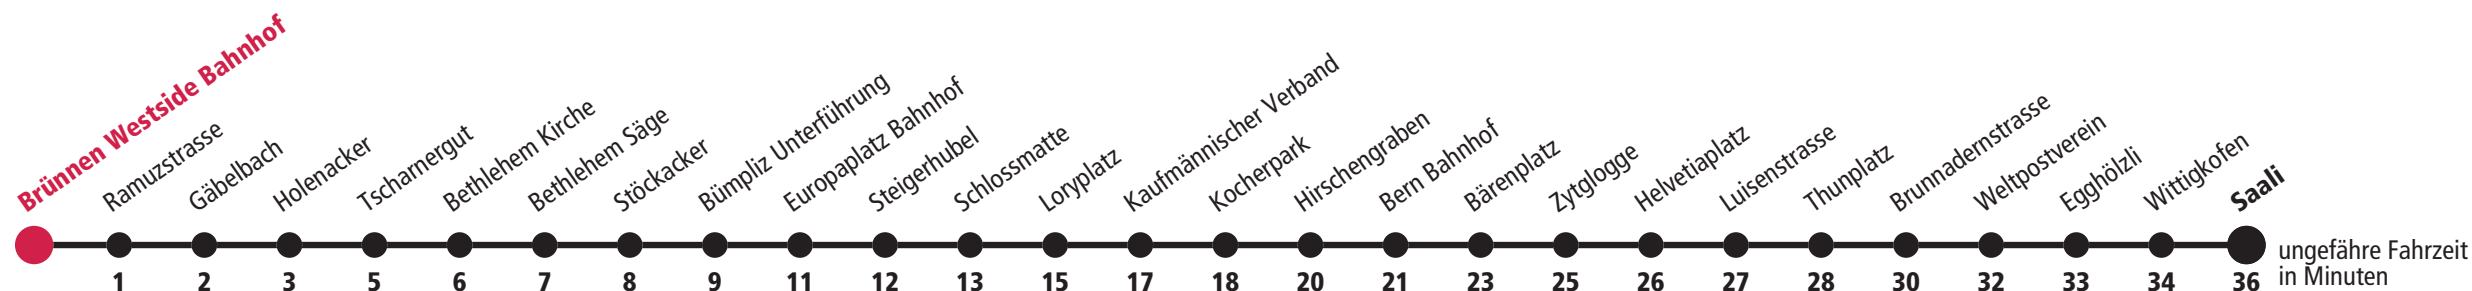 Brünnen Westside Bahnhof
Ramuzstrasse
Gäbelbach
Holenacker
Tscharnergut
Bethlehem Kirche
Bethlehem Säge
Stöckacker
Bümpliz Unterführung
Europaplatz Bahnhof
Steigerhubel
Schlossmatte
Loryplatz
Kaufmännischer Verband
Kocherpark
Hirschengraben
Bern Bahnhof
Bärenplatz
Zytglogge
Helvetiaplatz
Luisenstrasse
Thunplatz
Brunnadernstrasse
Weltpostverein
Egghölzli
Wittigkofen
Saali
1 2 3 5 6 7 8 9 11 12 13 15 17 18 20 21 23 25 26 27 28 30 32 33 34 36
ungefähre Fahrzeit
in Minuten